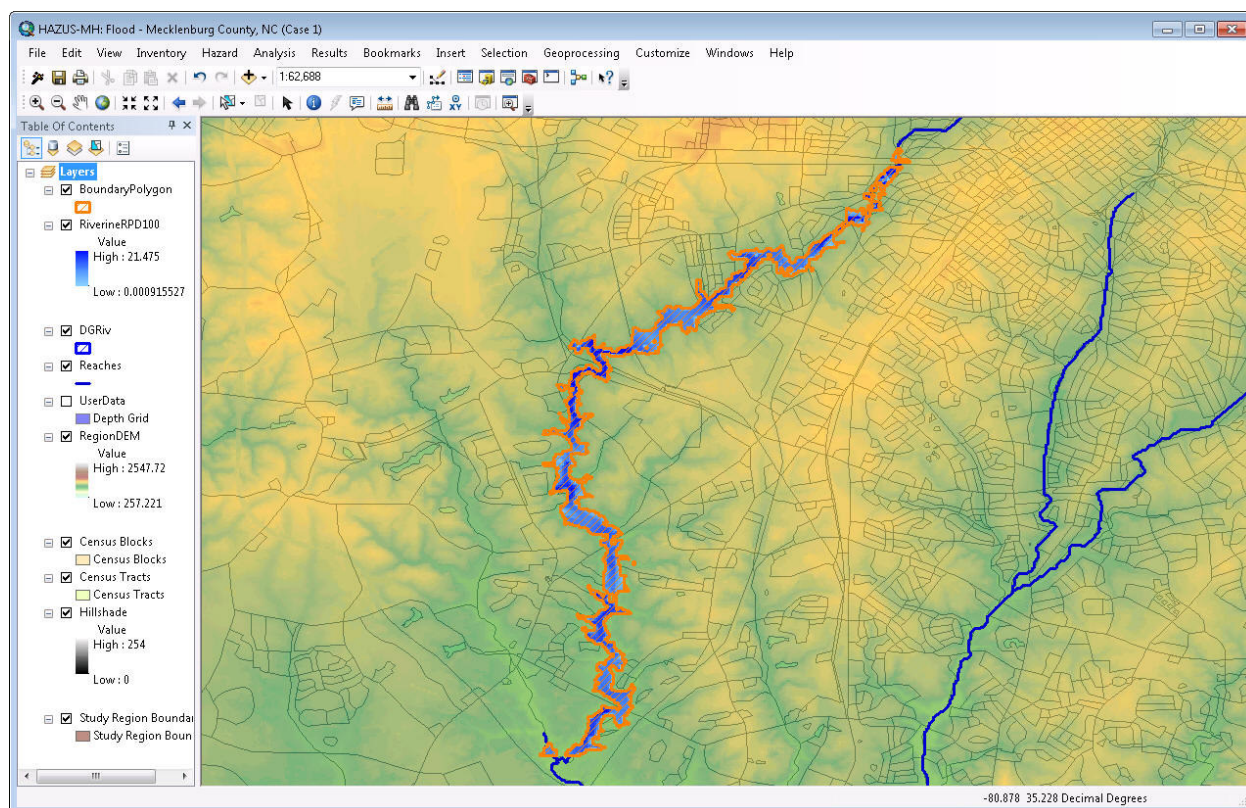 HAZUS-MH: Flood - Mecklenburg County, NC (Case 1)
File Edit View Inventory Hazard Analysis Results Bookmarks Insert Selection Geoprocessing Customize Windows Help
1:62,688
XY
Table Of Contents
Layers
BoundaryPolygon
RiverineRPD100
Value
High : 21.475
Low : 0.000915527
DGRiv
Reaches
UserData
Depth Grid
RegionDEM
Value
High : 2547.72
Low : 257.221
Census Blocks
Census Blocks
Census Tracts
Census Tracts
Hillshade
Value
High : 254
Low : 0
Study Region Boundar
Study Region Boun
-80.878 35.228 Decimal Degrees